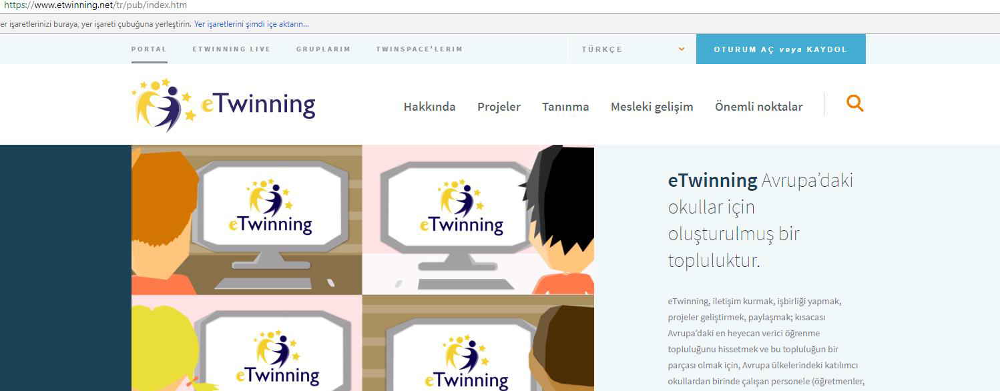 https://www.etwinning.net/tr/pub/index.htm
er işaretlerinizi buraya, yer işareti çubuğuna yerleştirin. Yer işaretlerini şimdi içe aktarın...
PORTAL ETWINNING LIVE GRUPLARIM TWINSPACE'LERIM TÜRKÇE OTURUM AÇ veya KAYDOL
eTwinning Hakkında Projeler Tanınma Mesleki gelişim Önemli noktalar
eTwinning
eTwinning
eTwinning
eTwinning
eTwinning Avrupa’daki
okullar için
oluşturulmuş bir
topluluktur.
eTwinning, iletişim kurmak, işbirliği yapmak,
projeler geliştirmek, paylaşmak; kısacası
Avrupa’daki en heyecan verici öğrenme
topluluğunu hissetmek ve bu topluluğun bir
parçası olmak için, Avrupa ülkelerindeki katılımcı
okullardan birinde çalışan personele (öğretmenler,